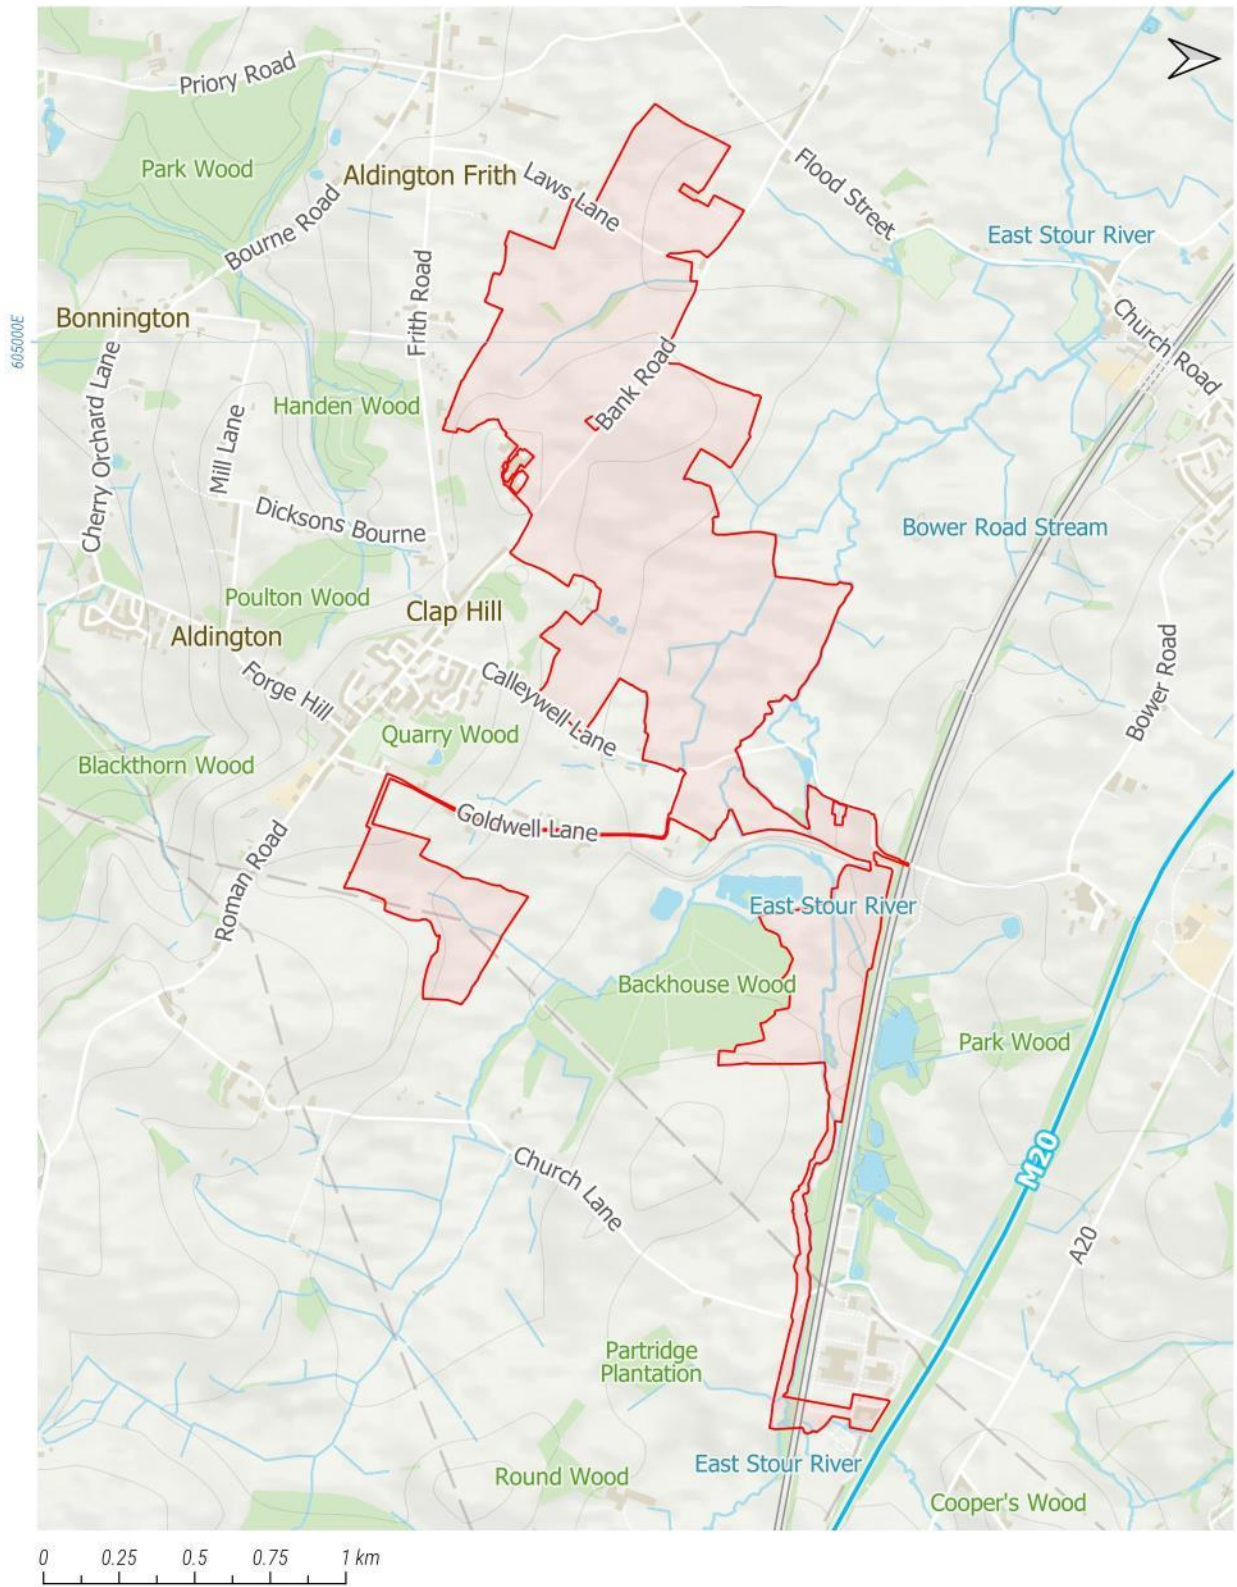 Priory Road
Park Wood
Aldington Frith
Laws Lane
Flood Street
East Stour River
Bourne Road
Frith Road
Bonnington
605000E
Church Road
Bank Road
Cherry Orchard Lane
Handen Wood
Mill Lane
Dicksons Bourne
Bower Road Stream
Poulton Wood
Clap Hill
Aldington
Forge Hill
Calleywell Lane
Bower Road
Quarry Wood
Blackthorn Wood
Goldwell Lane
Roman Road
East Stour River
Backhouse Wood
Park Wood
M20
Church Lane
A20
Partridge
Plantation
East Stour River
Round Wood
Cooper's Wood
0 0.25 0.5 0.75 1 km